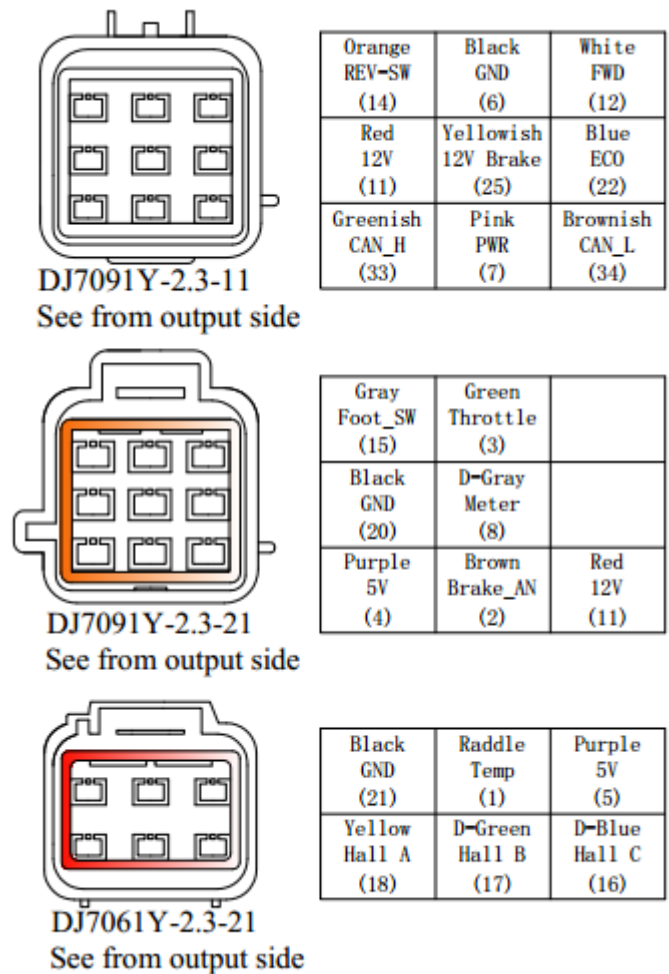 Orange Black White
REV-SW GND FWD
(14) (6) (12)
Red Yellowish Blue
12V 12V Brake ECO
(11) (25) (22)
Greenish Pink Brownish
CAN_H PWR CAN_L
(33) (7) (34)
DJ7091Y-2.3-11
See from output side
Gray Green
Foot_SW Throttle
(15) (3)
Black D-Gray
GND Meter
(20) (8)
Purple Brown Red
5V Brake_AN 12V
(4) (2) (11)
DJ7091Y-2.3-21
See from output side
Black Raddle Purple
GND Temp 5V
(21) (1) (5)
Yellow D-Green D-Blue
Hall A Hall B Hall C
(18) (17) (16)
DJ7061Y-2.3-21
See from output side